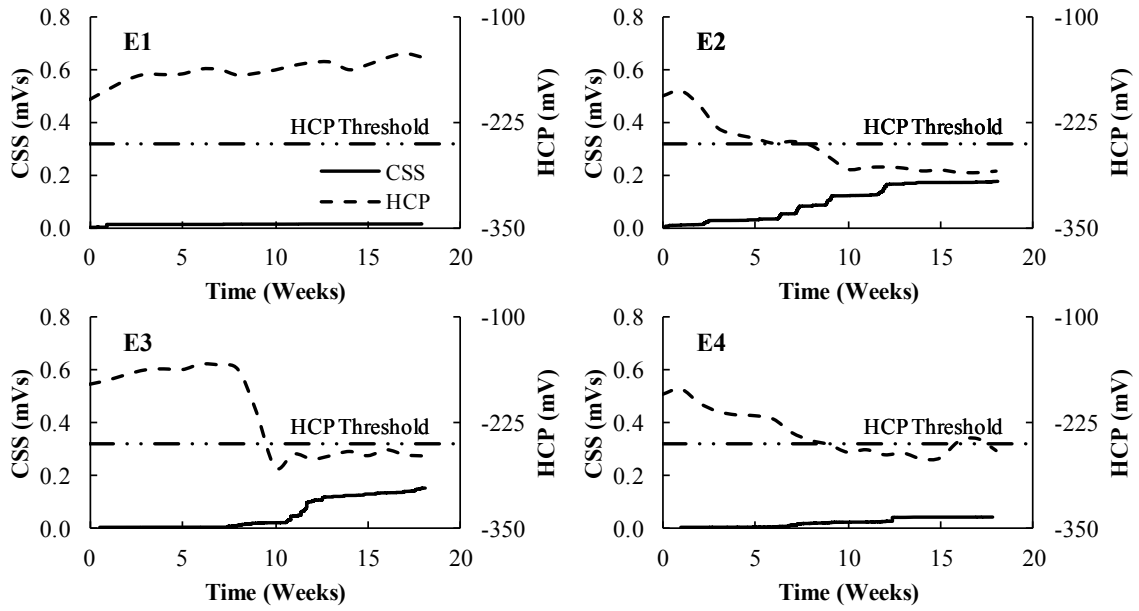 E1
0.8
0.6
0.4
0.2
0.0
CSS (mVs)
-100
-225
-350
HCP (mV)
HCP Threshold
CSS
HCP
0 5 10 15 20
Time (Weeks)
E2
0.8
0.6
0.4
0.2
0.0
CSS (mVs)
-100
-225
-350
HCP (mV)
HCP Threshold
0 5 10 15 20
Time (Weeks)
E3
0.8
0.6
0.4
0.2
0.0
CSS (mVs)
-100
-225
-350
HCP (mV)
HCP Threshold
0 5 10 15 20
Time (Weeks)
E4
0.8
0.6
0.4
0.2
0.0
CSS (mVs)
-100
-225
-350
HCP (mV)
HCP Threshold
0 5 10 15 20
Time (Weeks)